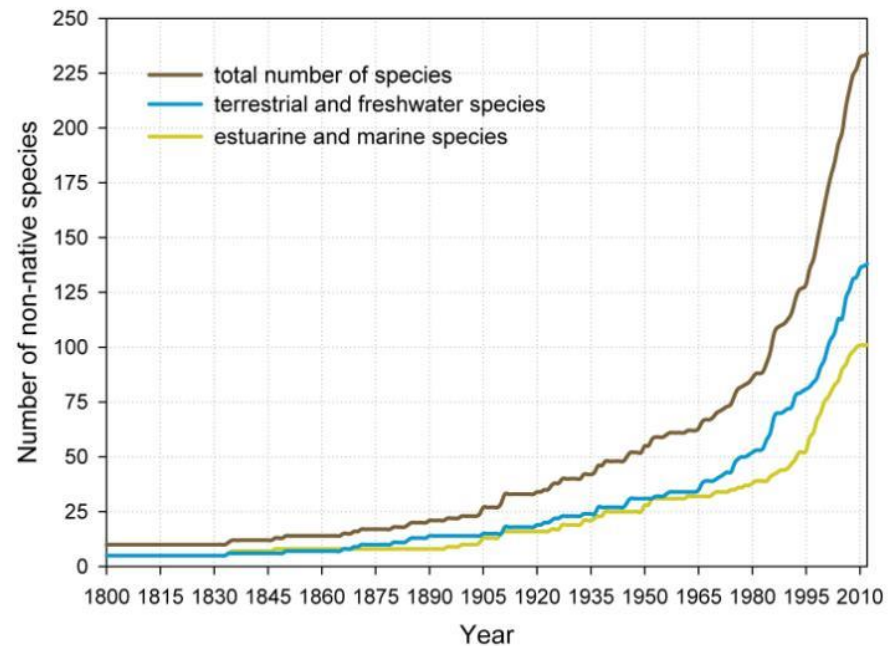 250
225
200
175
150
125
100
75
50
25
0
total number of species
terrestrial and freshwater species
estuarine and marine species
Number of non-native species
1800 1815 1830 1845 1860 1875 1890 1905 1920 1935 1950 1965 1980 1995 2010
Year